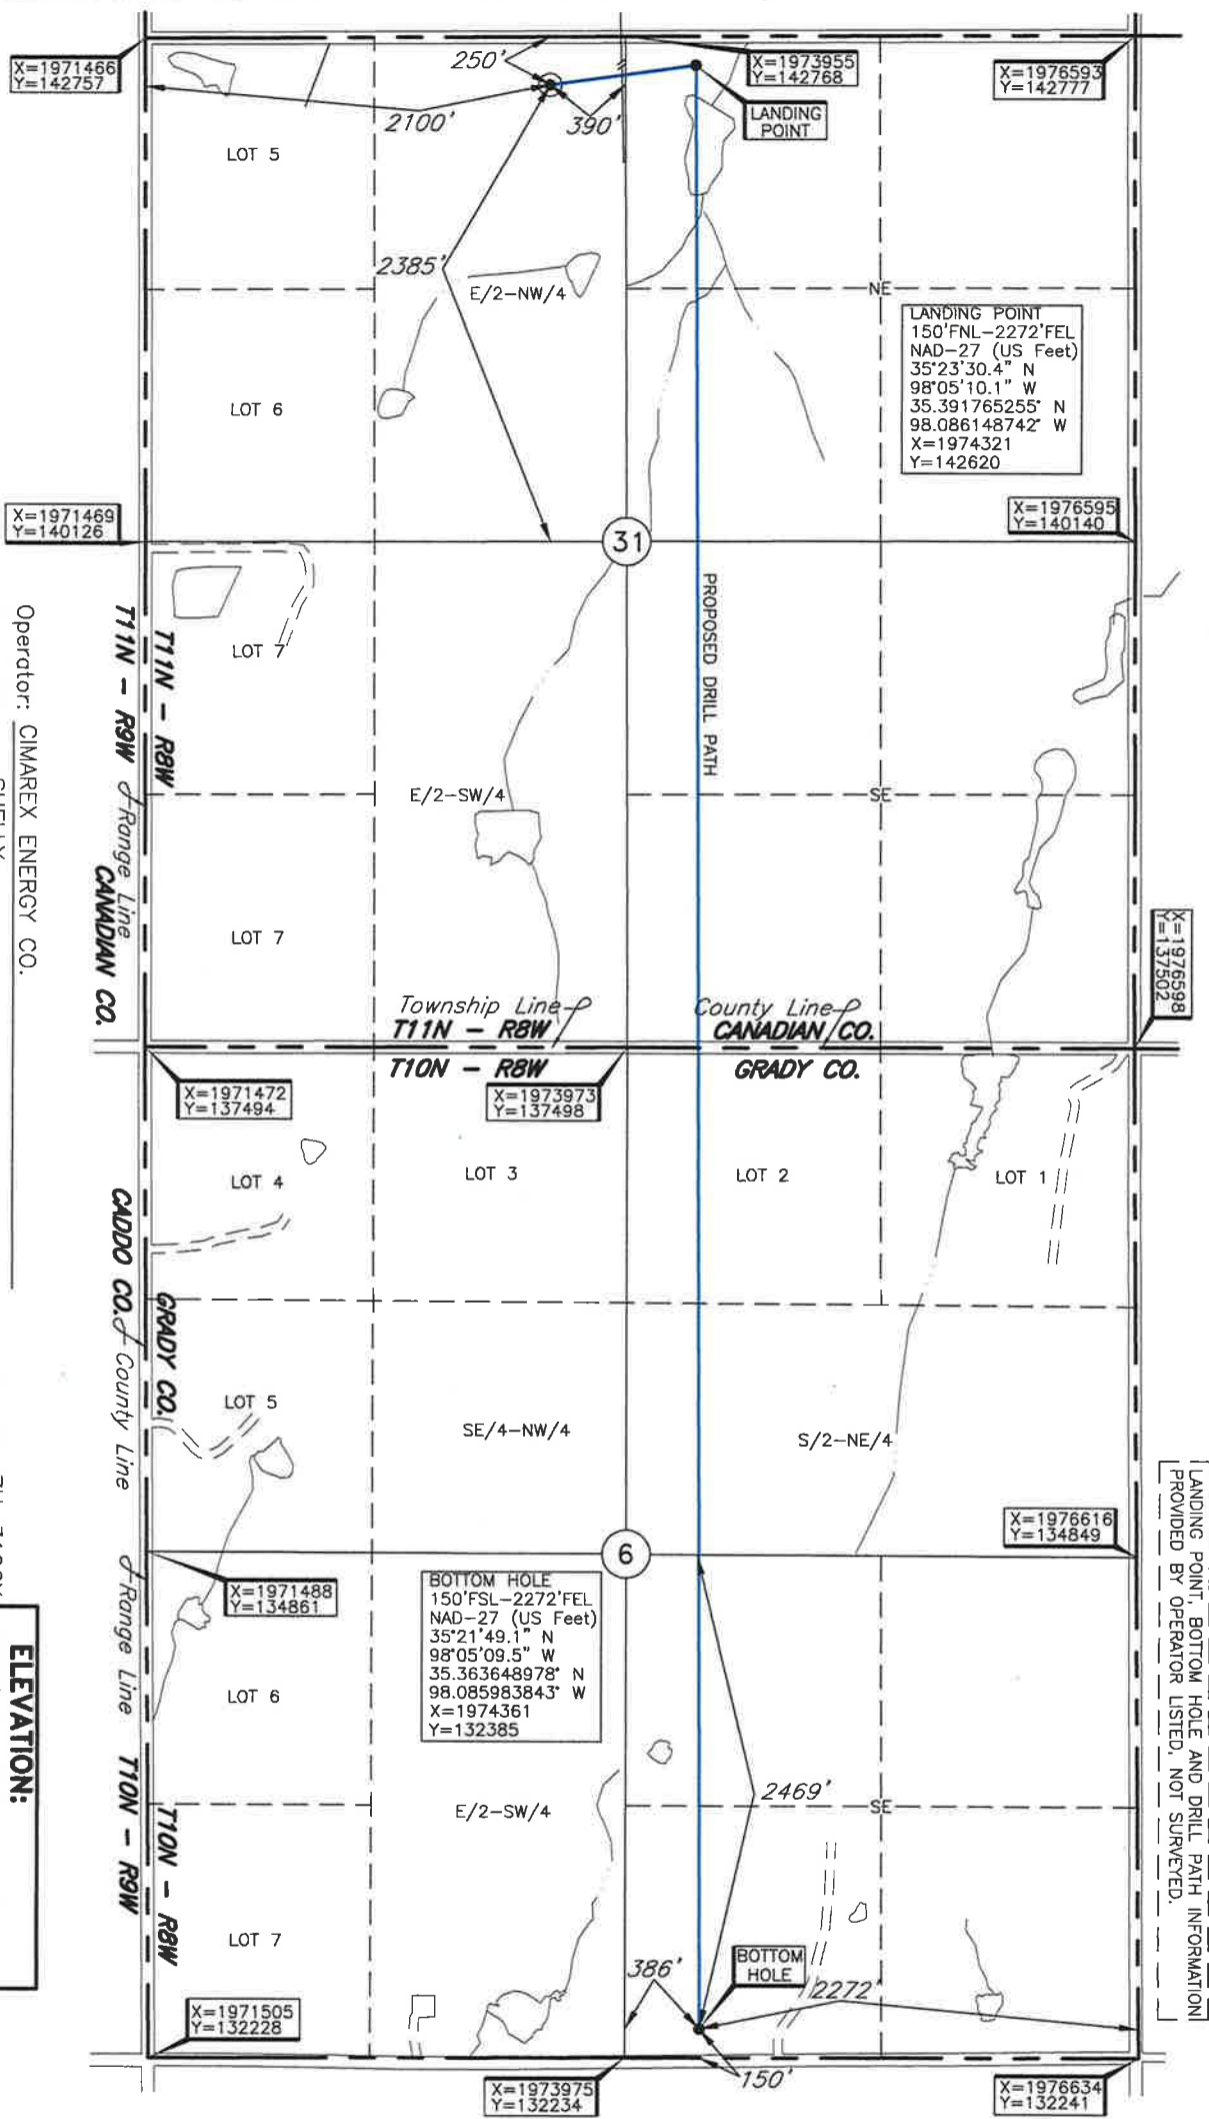 X=1971466
Y=142757
250'
X=1973955
Y=142768
X=1976593
Y=142777
2100'
390'
LANDING
POINT
LOT 5
2385'
E/2-NW/4
NE
LANDING POINT
150'FNL-2272'FEL
NAD-27 (US Feet)
35°23'30.4" N
98°05'10.1" W
35.391765255° N
98.086148742° W
X=1974321
Y=142620
LOT 6
X=1971469
Y=140126
31
X=1976595
Y=140140
PROPOSED DRILL PATH
LOT 7
T11N - R8W
T11N - R9W
Range Line
CANADIAN CO.
Operator: CIMAREX ENERGY CO.
E/2-SW/4
SE
LOT 7
X=1976598
Y=137502
Township Line
T11N - R8W
County Line
CANADIAN CO.
T10N - R8W
GRADY CO.
X=1971472
Y=137494
X=1973973
Y=137498
LOT 4
LOT 3
LOT 2
LOT 1
CADDO CO.
County Line
GRADY CO.
LOT 5
SE/4-NW/4
S/2-NE/4
LANDING POINT, BOTTOM HOLE AND DRILL PATH INFORMATION
PROVIDED BY OPERATOR LISTED, NOT SURVEYED.
X=1976616
Y=134849
6
X=1971488
Y=134861
BOTTOM HOLE
150'FSL-2272'FEL
NAD-27 (US Feet)
35°21'49.1" N
98°05'09.5" W
35.363648978° N
98.085983843° W
X=1974361
Y=132385
Range Line
T10N - R9W
T10N - R8W
ELEVATION:
LOT 6
2469'
E/2-SW/4
SE
LOT 7
386'
BOTTOM
HOLE
2272'
X=1971505
Y=132228
150'
X=1973975
Y=132234
X=1976634
Y=132241